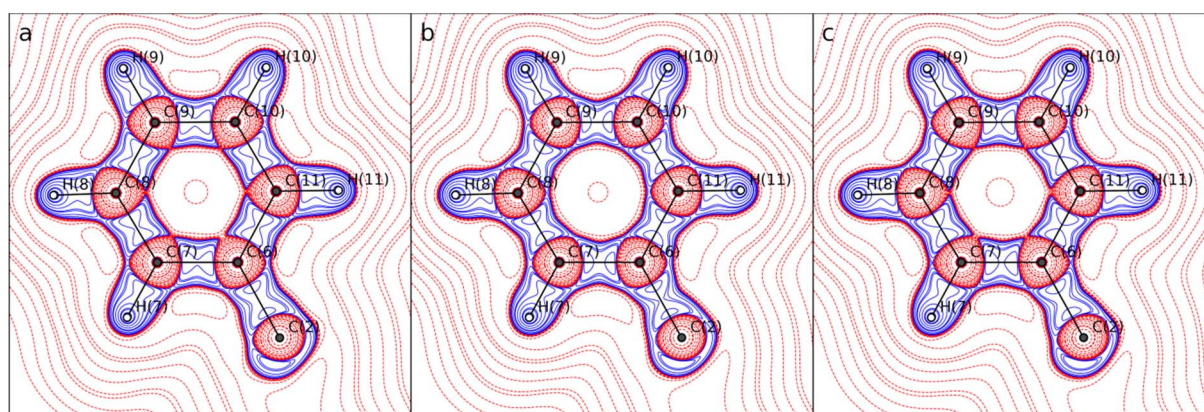 a
H(9)
H(10)
C(9)
C(10)
H(8)
C(8)
C(11)
H(11)
C(7)
C(6)
H(7)
C(2)
b
H(9)
H(10)
C(9)
C(10)
H(8)
C(8)
C(11)
H(11)
C(7)
C(6)
H(7)
C(2)
c
H(9)
H(10)
C(9)
C(10)
H(8)
C(8)
C(11)
H(11)
C(7)
C(6)
H(7)
C(2)